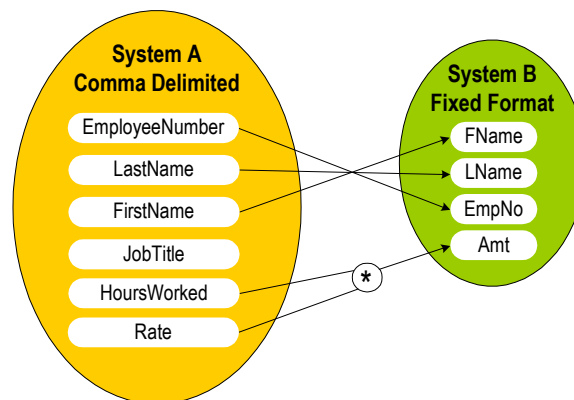 System A
Comma Delimited
EmployeeNumber
LastName
FirstName
JobTitle
HoursWorked
Rate
*
System B
Fixed Format
FName
LName
EmpNo
Amt